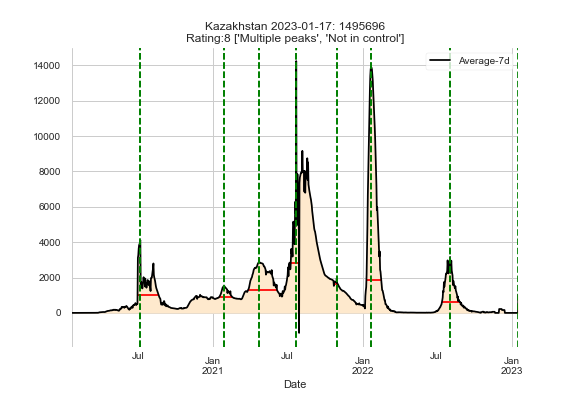 Kazakhstan 2023-01-17: 1495696
Rating:8 ['Multiple peaks', 'Not in control']
Average-7d
14000
12000
10000
8000
6000
4000
2000
0
Jul
Jan
2021
Jul
Jan
2022
Jul
Jan
2023
Date